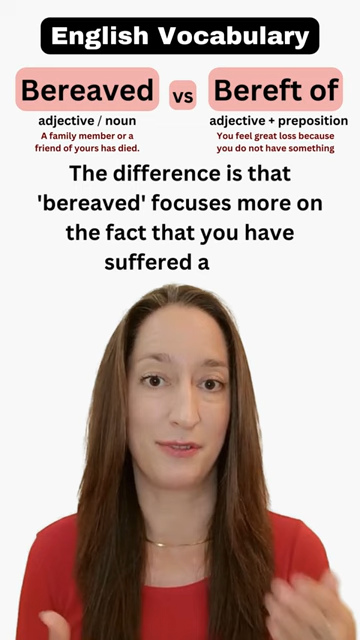 English Vocabulary
Bereaved vs Bereft of
adjective / noun
adjective + preposition
A family member or a
friend of yours has died.
You feel great loss because
you do not have something
The difference is that
'bereaved' focuses more on
the fact that you have
suffered a